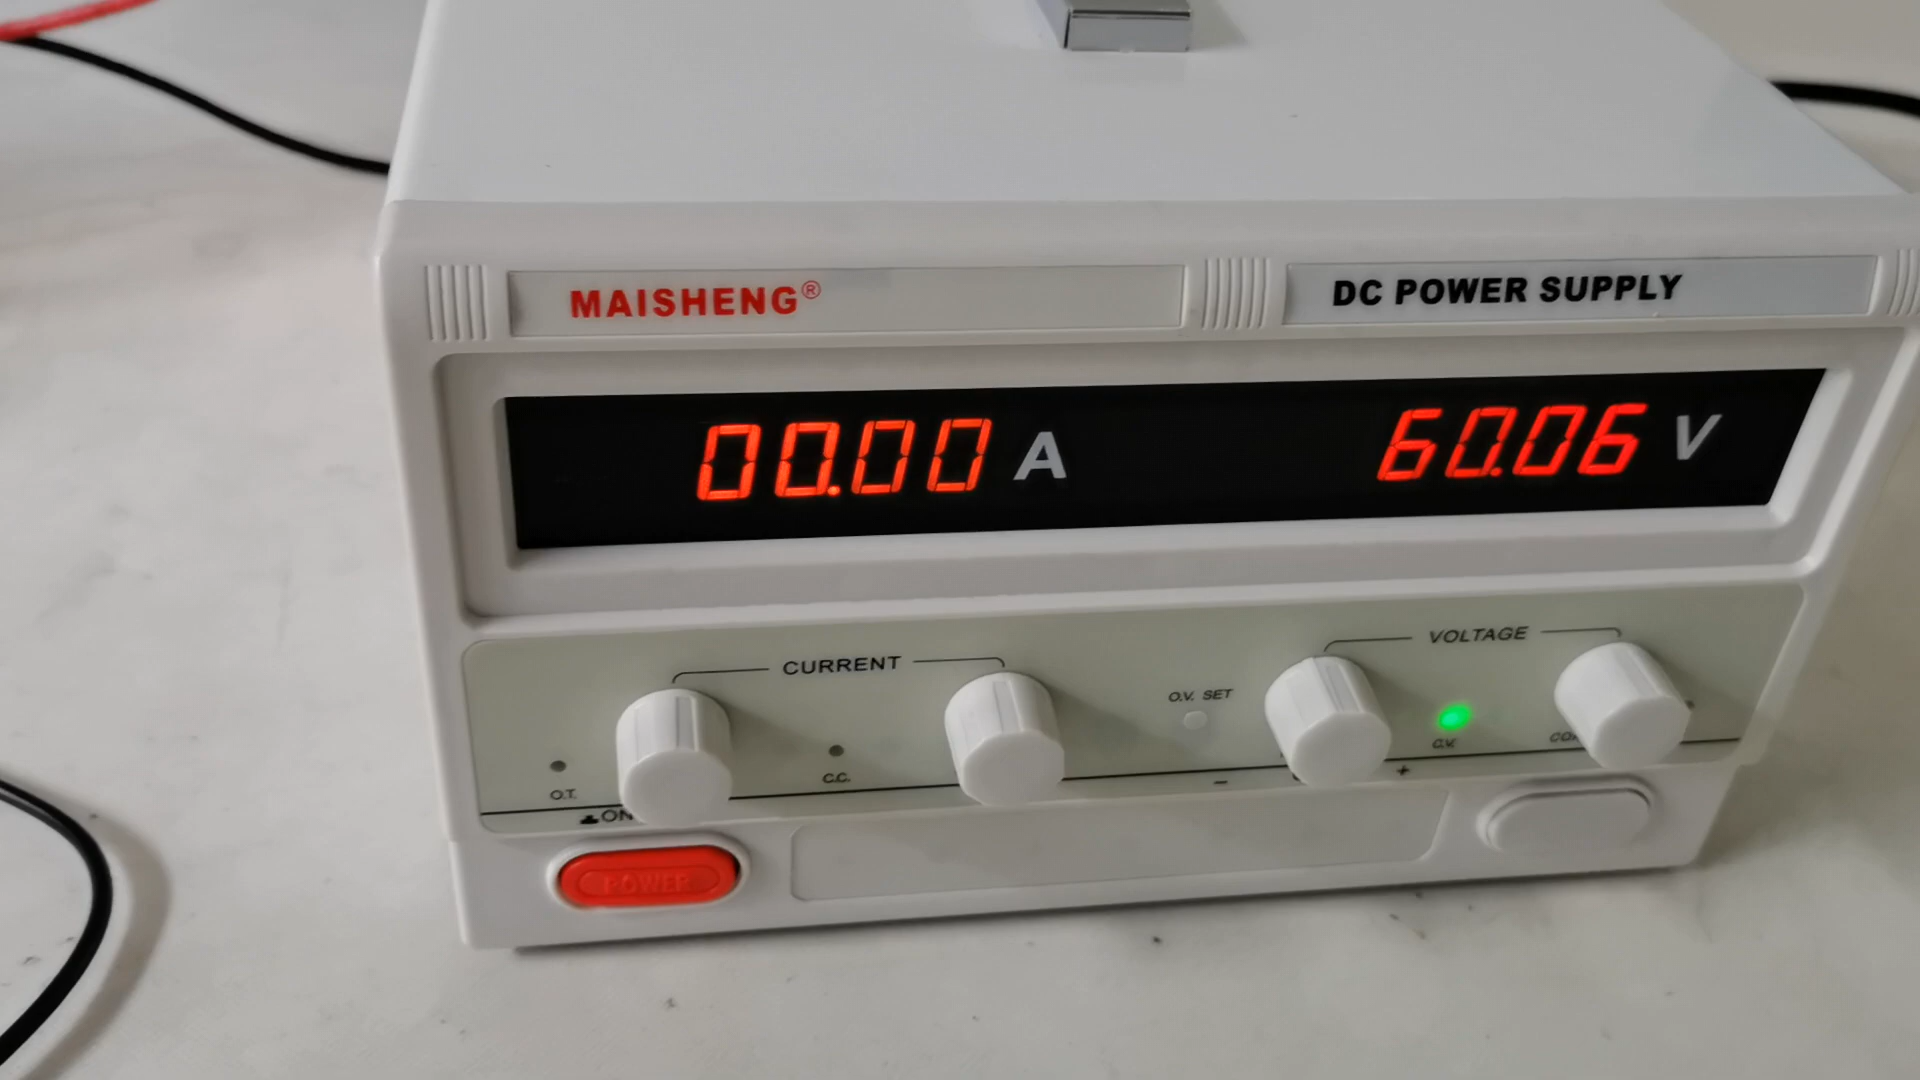 MAISHENG®
DC POWER SUPPLY
00.00 A
60.06 V
CURRENT
VOLTAGE
O.V. SET
O.T.
C.C.
C.V.
- +
ON
POWER